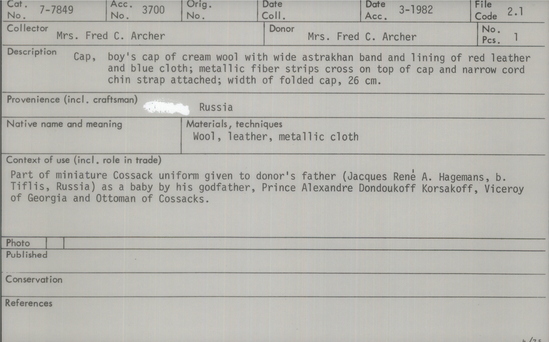 Cat. No. 7-7849 Acc. No. 3700 Orig. No. Date Coll. Date Acc. 3-1982 File Code 2.1
Collector Mrs. Fred C. Archer Donor Mrs. Fred C. Archer No. Pcs. 1
Description Cap, boy's cap of cream wool with wide astrakhan band and lining of red leather
and blue cloth; metallic fiber strips cross on top of cap and narrow cord
chin strap attached; width of folded cap, 26 cm.
Provenience (incl. craftsman) Russia
Native name and meaning Materials, techniques
Wool, leather, metallic cloth
Context of use (incl. role in trade)
Part of miniature Cossack uniform given to donor's father (Jacques René A. Hagemans, b.
Tiflis, Russia) as a baby by his godfather, Prince Alexandre Dondoukoff Korsakoff, Viceroy
of Georgia and Ottoman of Cossacks.
Photo
Published
Conservation
References